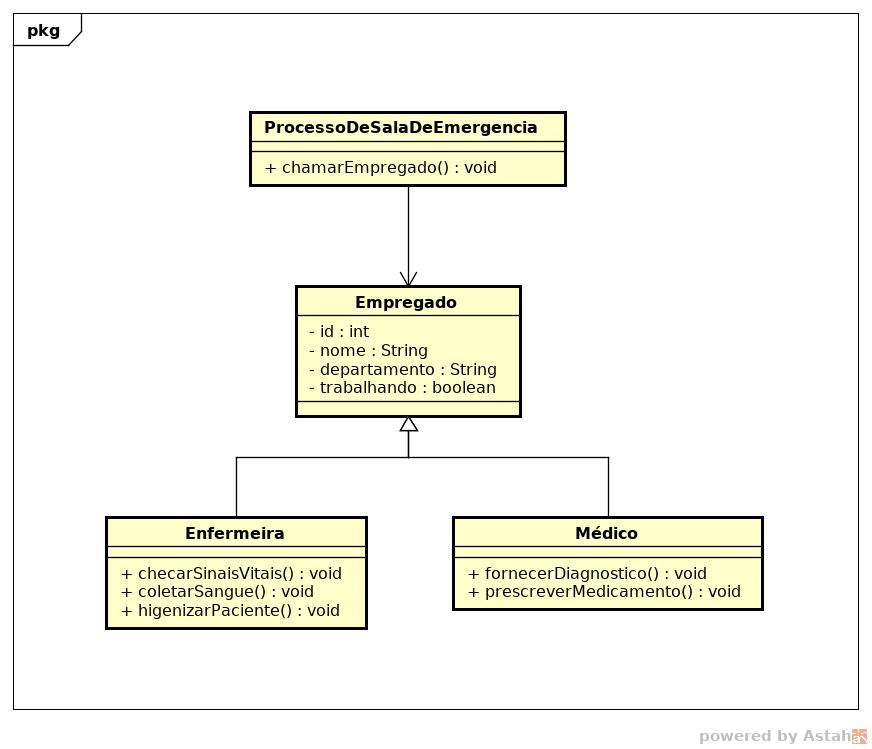 pkg
ProcessoDeSalaDeEmergencia
+ chamarEmpregado() : void
Empregado
- id : int
- nome : String
- departamento : String
- trabalhando : boolean
Enfermeira
+ checarSinaisVitais() : void
+ coletarSangue() : void
+ higenizarPaciente() : void
Médico
+ fornecerDiagnostico() : void
+ prescreverMedicamento() : void
powered by Astah